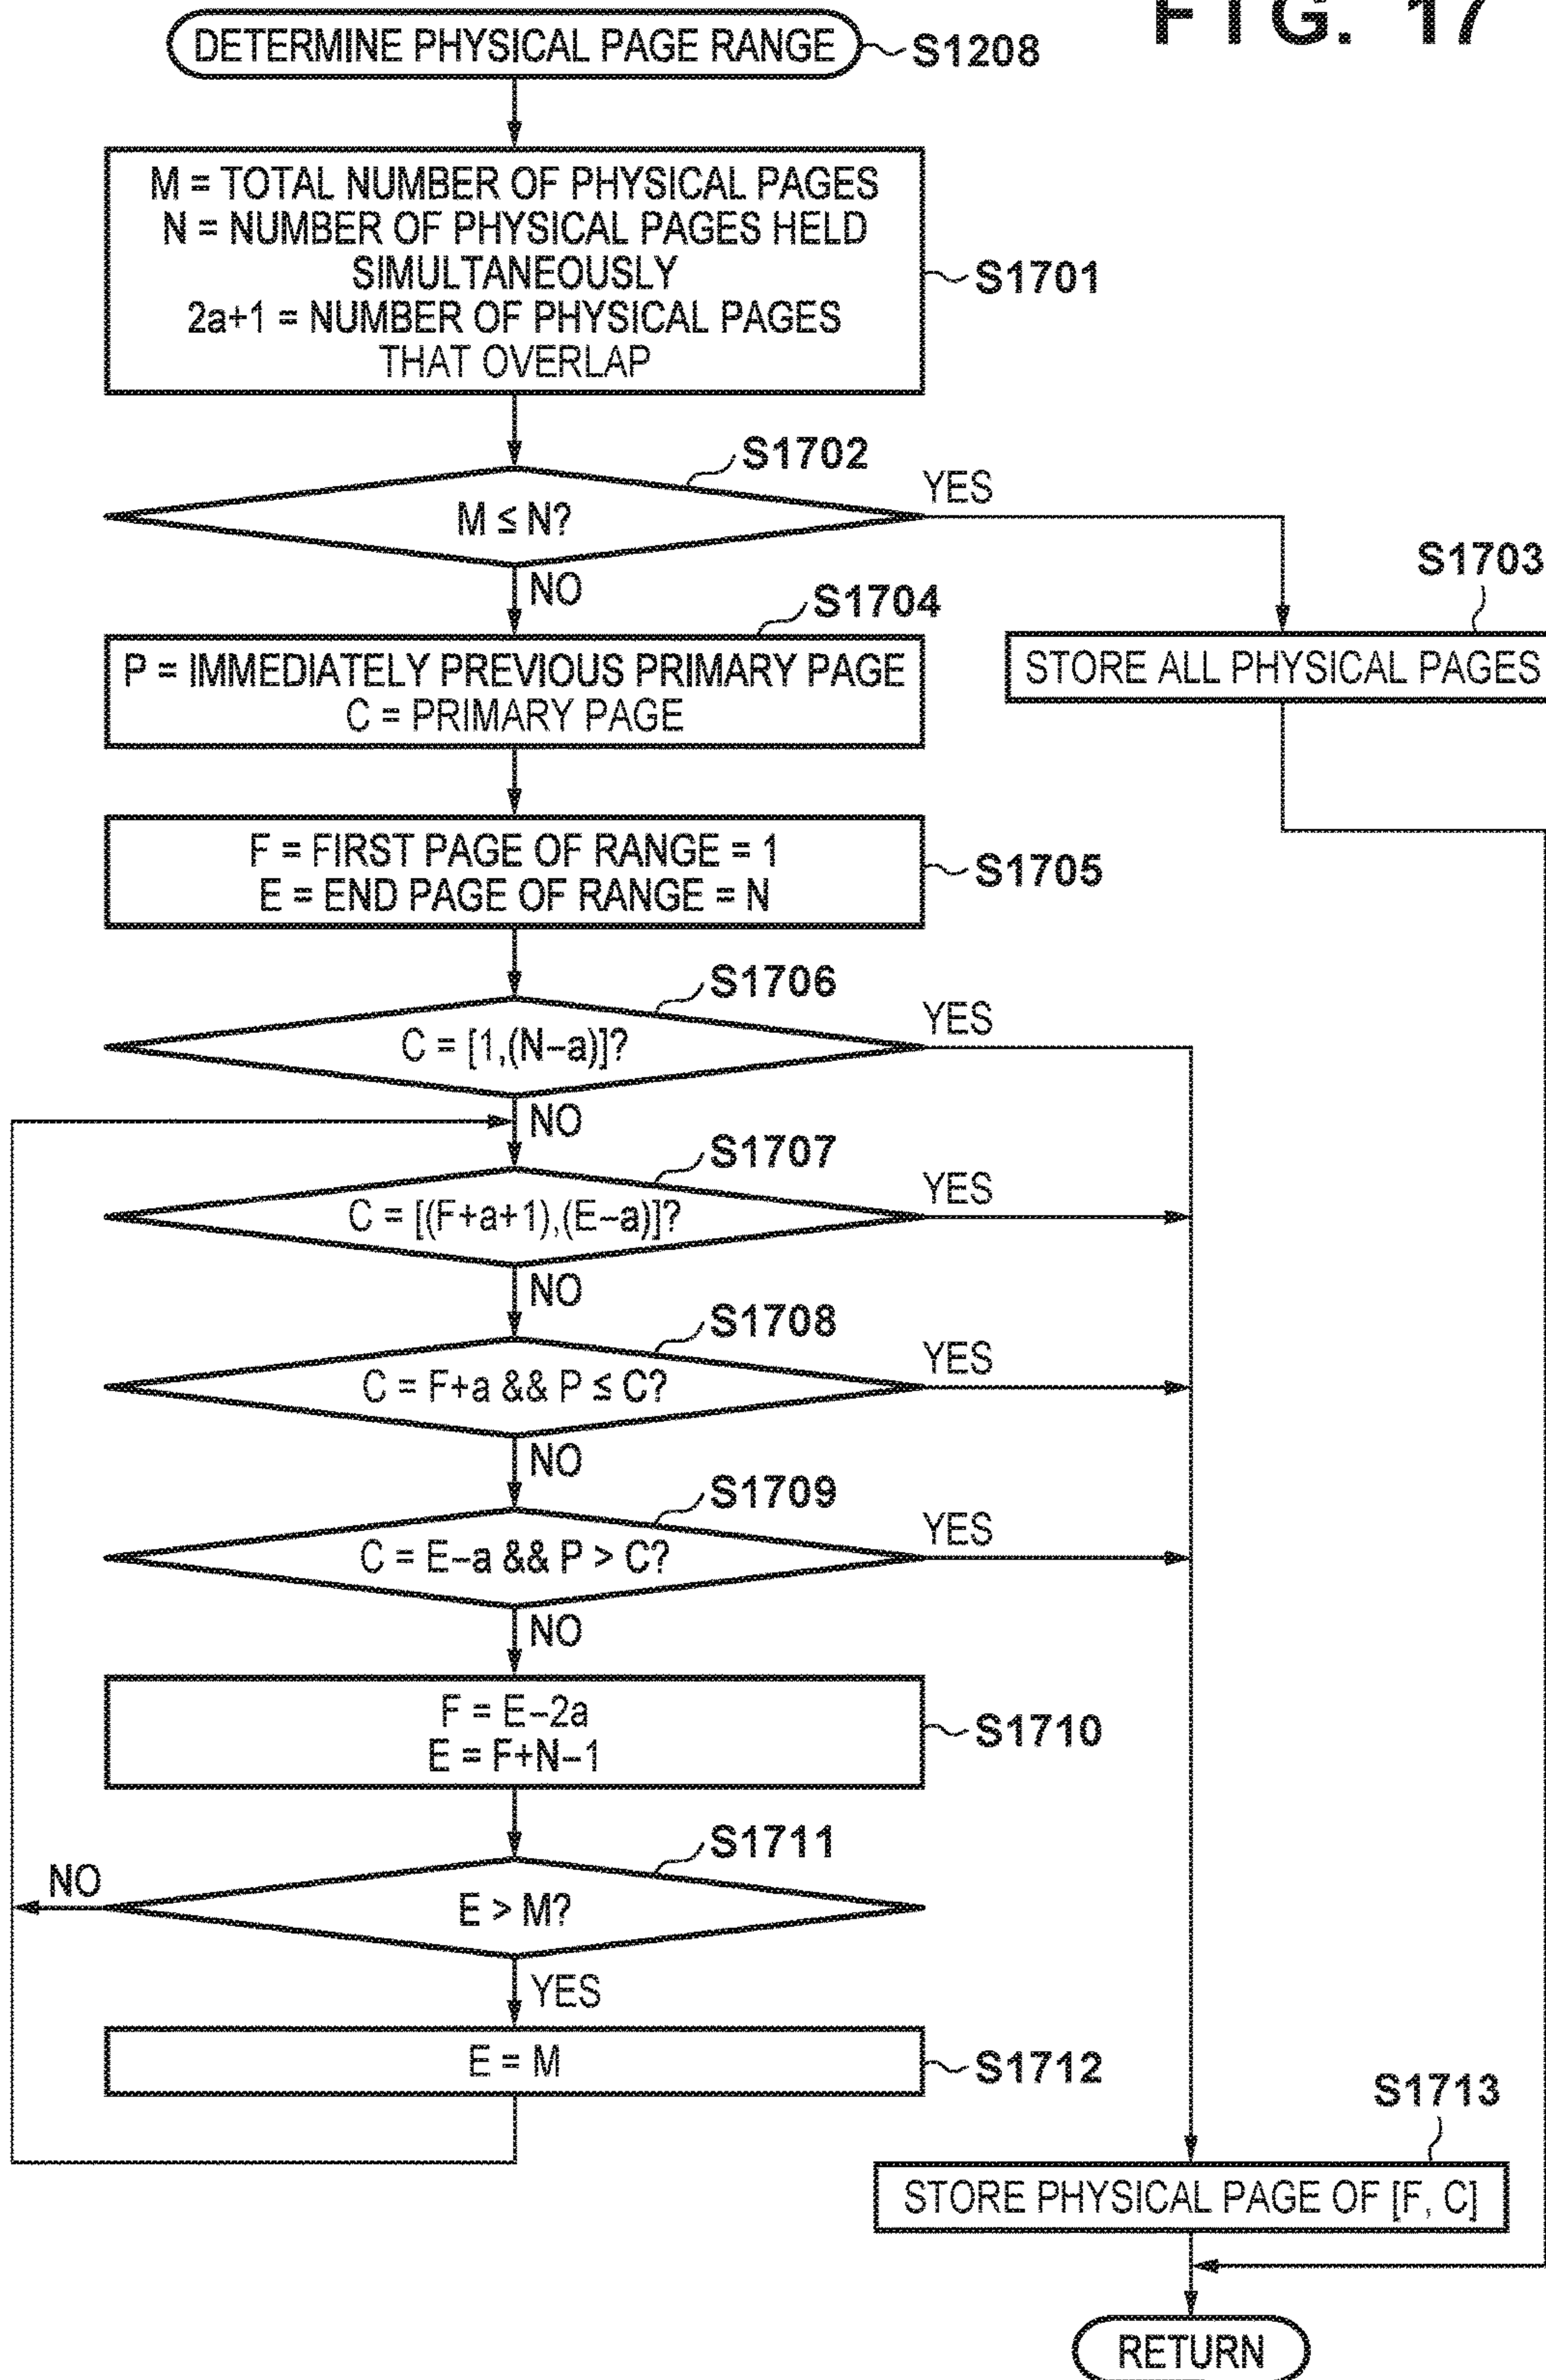 FIG. 17
DETERMINE PHYSICAL PAGE RANGE
S1208
M = TOTAL NUMBER OF PHYSICAL PAGES
N = NUMBER OF PHYSICAL PAGES HELD
SIMULTANEOUSLY
2a+1 = NUMBER OF PHYSICAL PAGES
THAT OVERLAP
S1701
S1702
M ≤ N?
YES
NO
S1703
STORE ALL PHYSICAL PAGES
S1704
P = IMMEDIATELY PREVIOUS PRIMARY PAGE
C = PRIMARY PAGE
F = FIRST PAGE OF RANGE = 1
E = END PAGE OF RANGE = N
S1705
S1706
C = [1,(N−a)]?
YES
NO
S1707
C = [(F+a+1),(E−a)]?
YES
NO
S1708
C = F+a && P ≤ C?
YES
NO
S1709
C = E−a && P > C?
YES
NO
F = E−2a
E = F+N−1
S1710
S1711
E > M?
NO
YES
E = M
S1712
S1713
STORE PHYSICAL PAGE OF [F, C]
RETURN